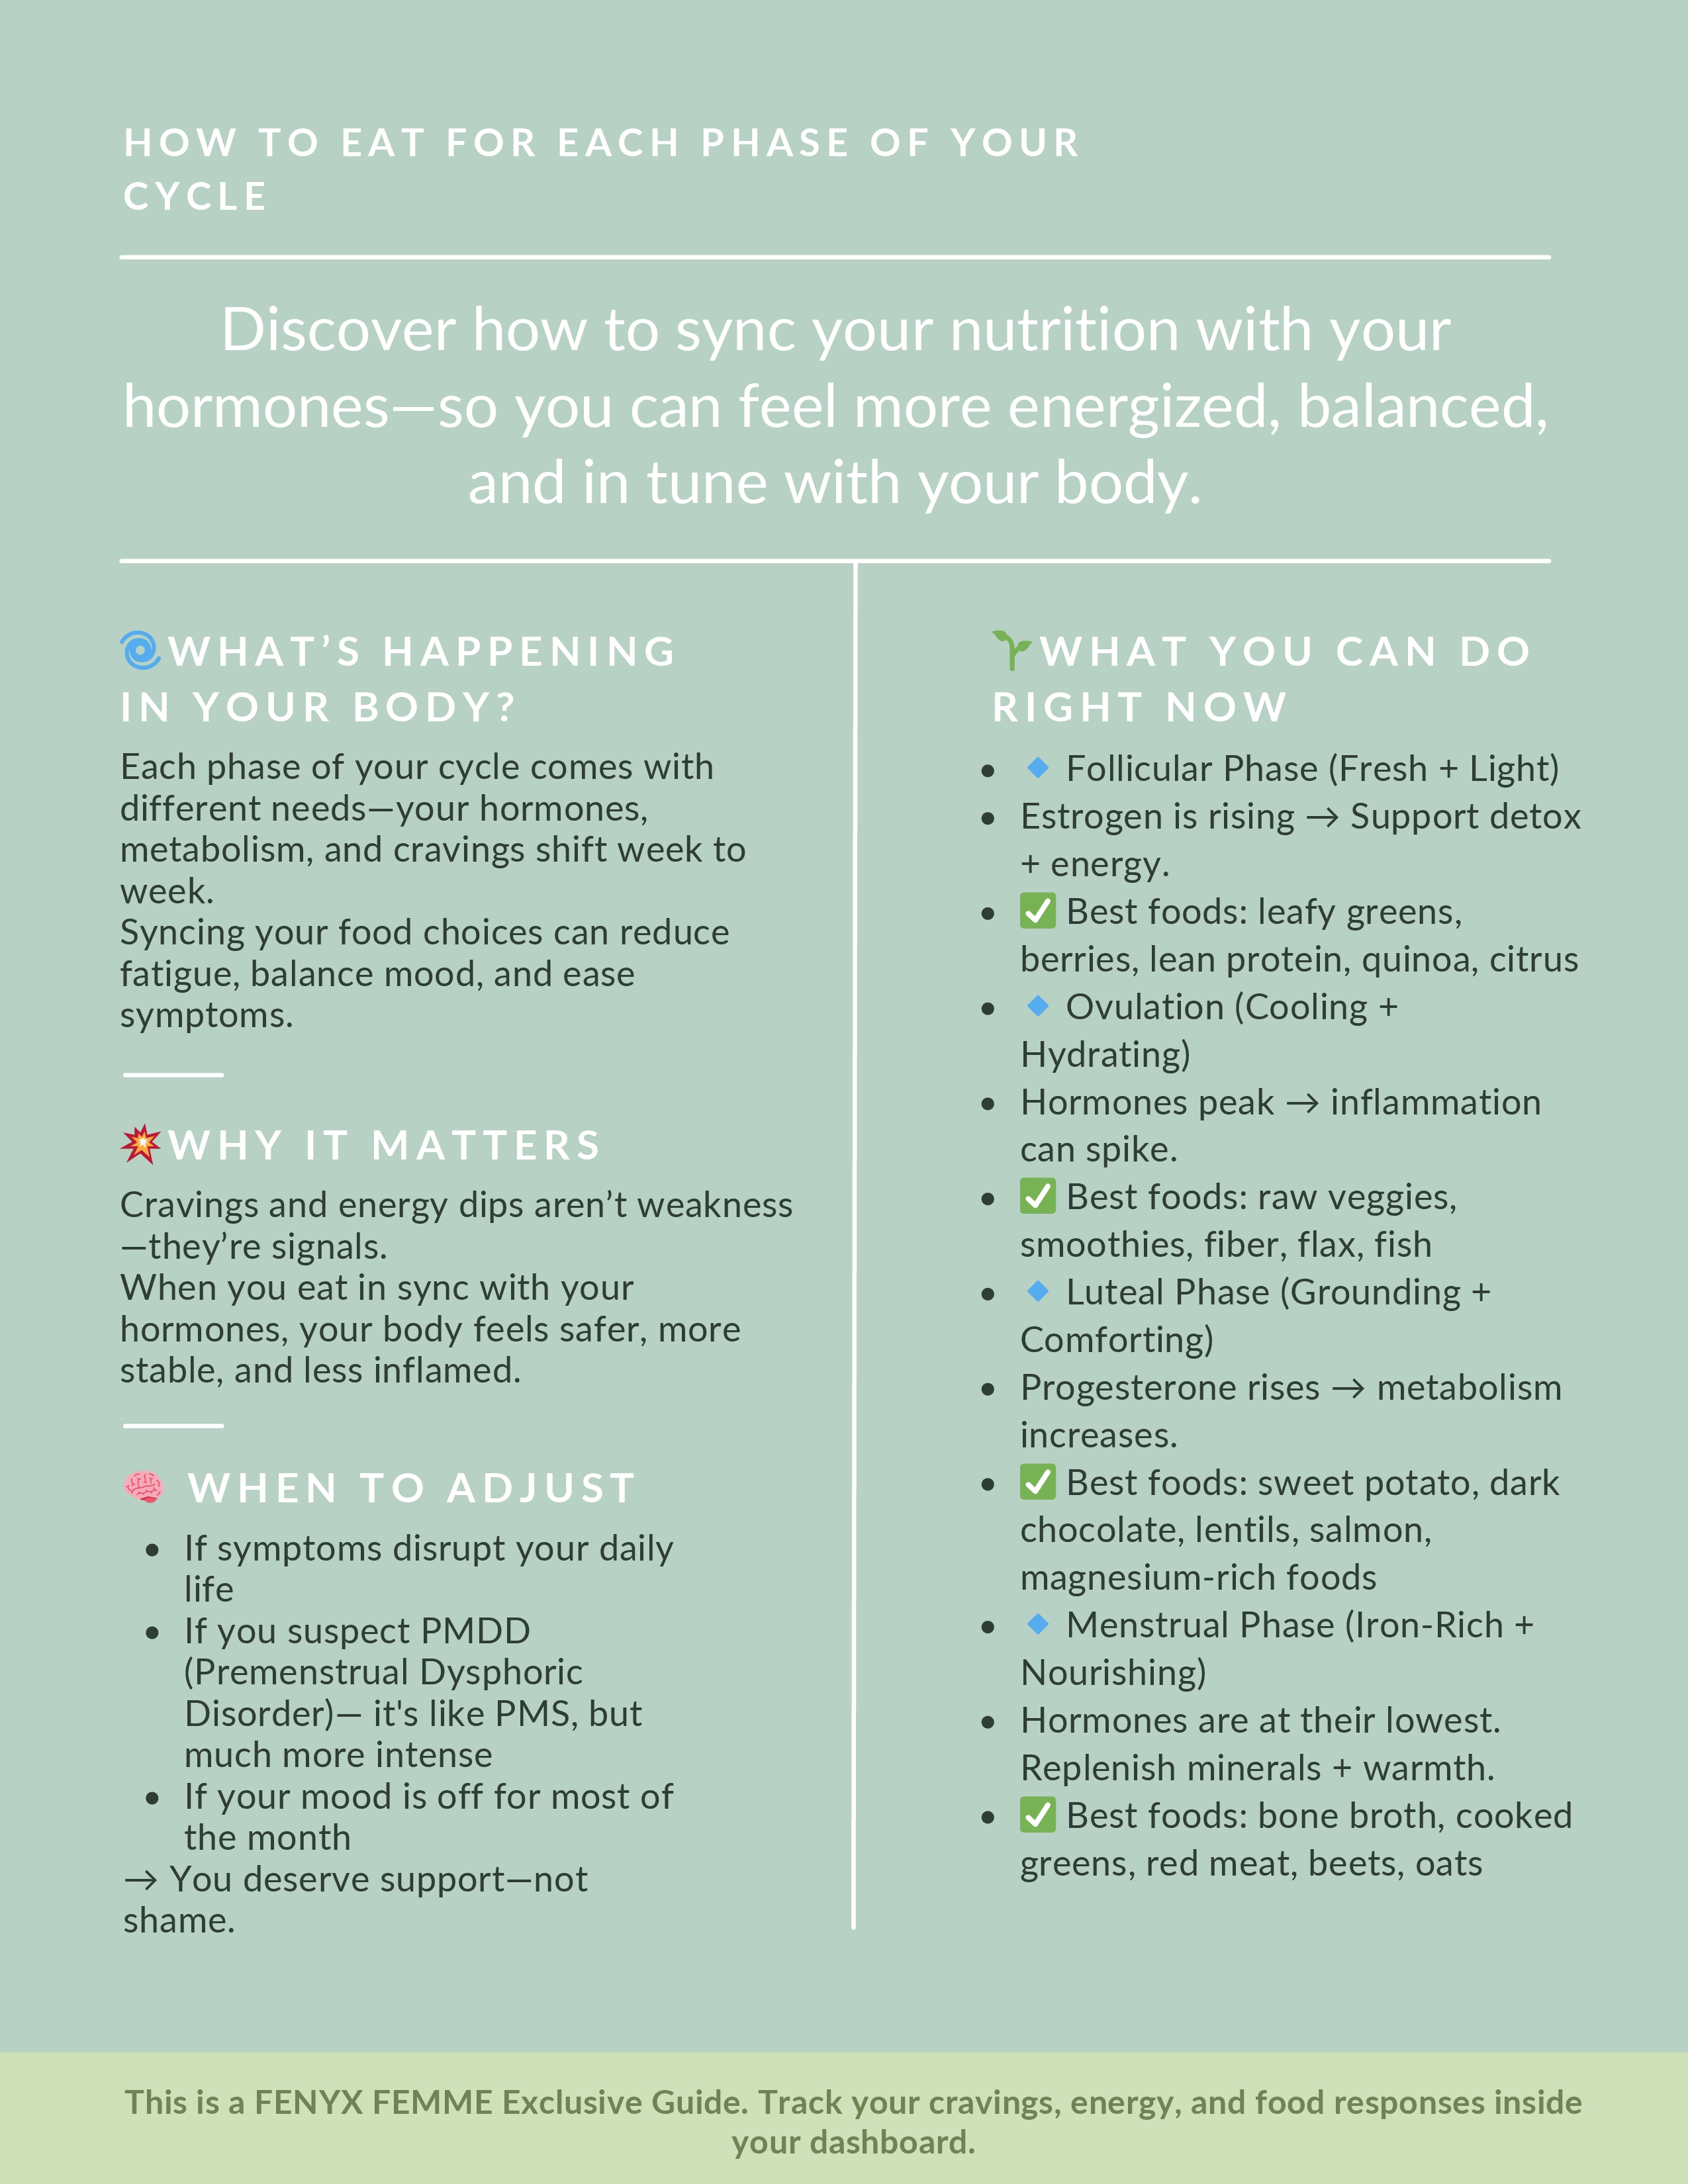 HOW TO EAT FOR EACH PHASE OF YOUR
CYCLE
Discover how to sync your nutrition with your
hormones—so you can feel more energized, balanced,
and in tune with your body.
🌀WHAT’S HAPPENING
IN YOUR BODY?
Each phase of your cycle comes with
different needs—your hormones,
metabolism, and cravings shift week to
week.
Syncing your food choices can reduce
fatigue, balance mood, and ease
symptoms.
💥WHY IT MATTERS
Cravings and energy dips aren’t weakness
—they’re signals.
When you eat in sync with your
hormones, your body feels safer, more
stable, and less inflamed.
🧠 WHEN TO ADJUST
• If symptoms disrupt your daily
life
• If you suspect PMDD
(Premenstrual Dysphoric
Disorder)— it's like PMS, but
much more intense
• If your mood is off for most of
the month
→ You deserve support—not
shame.
🌱WHAT YOU CAN DO
RIGHT NOW
• 🔹 Follicular Phase (Fresh + Light)
• Estrogen is rising → Support detox
+ energy.
• ✅ Best foods: leafy greens,
berries, lean protein, quinoa, citrus
• 🔹 Ovulation (Cooling +
Hydrating)
• Hormones peak → inflammation
can spike.
• ✅ Best foods: raw veggies,
smoothies, fiber, flax, fish
• 🔹 Luteal Phase (Grounding +
Comforting)
• Progesterone rises → metabolism
increases.
• ✅ Best foods: sweet potato, dark
chocolate, lentils, salmon,
magnesium-rich foods
• 🔹 Menstrual Phase (Iron-Rich +
Nourishing)
• Hormones are at their lowest.
Replenish minerals + warmth.
• ✅ Best foods: bone broth, cooked
greens, red meat, beets, oats
This is a FENYX FEMME Exclusive Guide. Track your cravings, energy, and food responses inside
your dashboard.